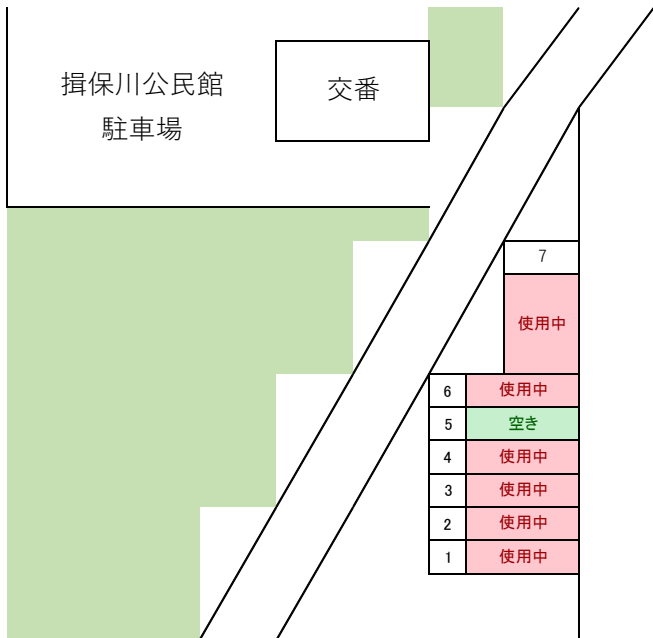 揖保川公民館
駐車場
交番
7
使用中
6 使用中
5 空き
4 使用中
3 使用中
2 使用中
1 使用中